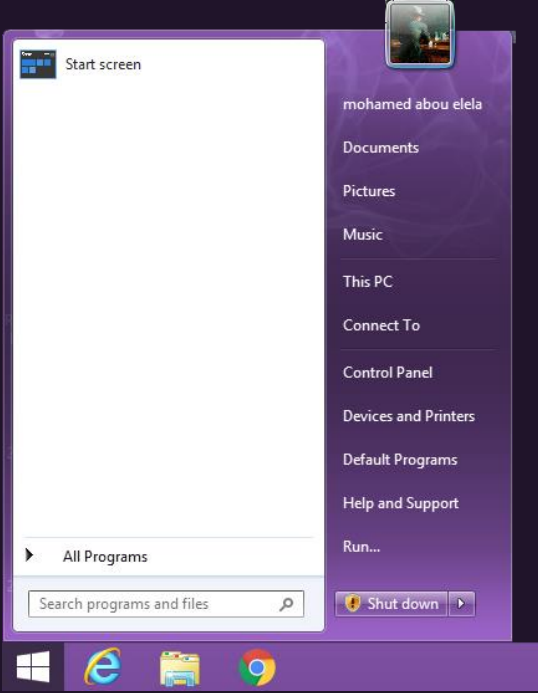 Start screen
All Programs
Search programs and files
mohamed abou elela
Documents
Pictures
Music
This PC
Connect To
Control Panel
Devices and Printers
Default Programs
Help and Support
Run...
Shut down